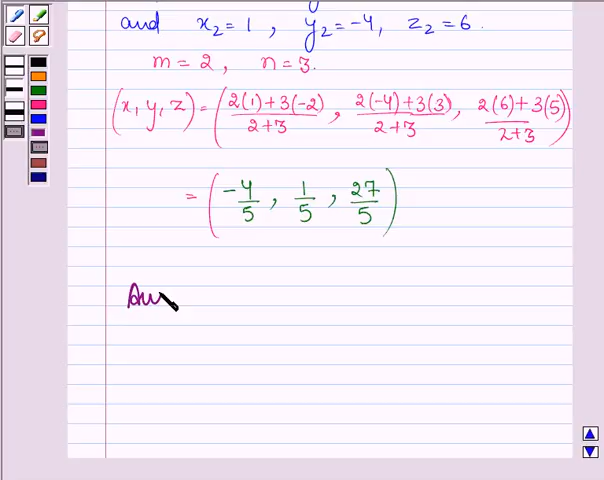 and x₂ = 1 , y₂ = -4, z₂ = 6 .
m = 2 , n = 3.
(x, y, z) = (2(1)+3(-2)/2+3 , 2(-4)+3(3)/2+3 , 2(6)+3(5)/2+3)
= (-4/5 , 1/5 , 27/5)